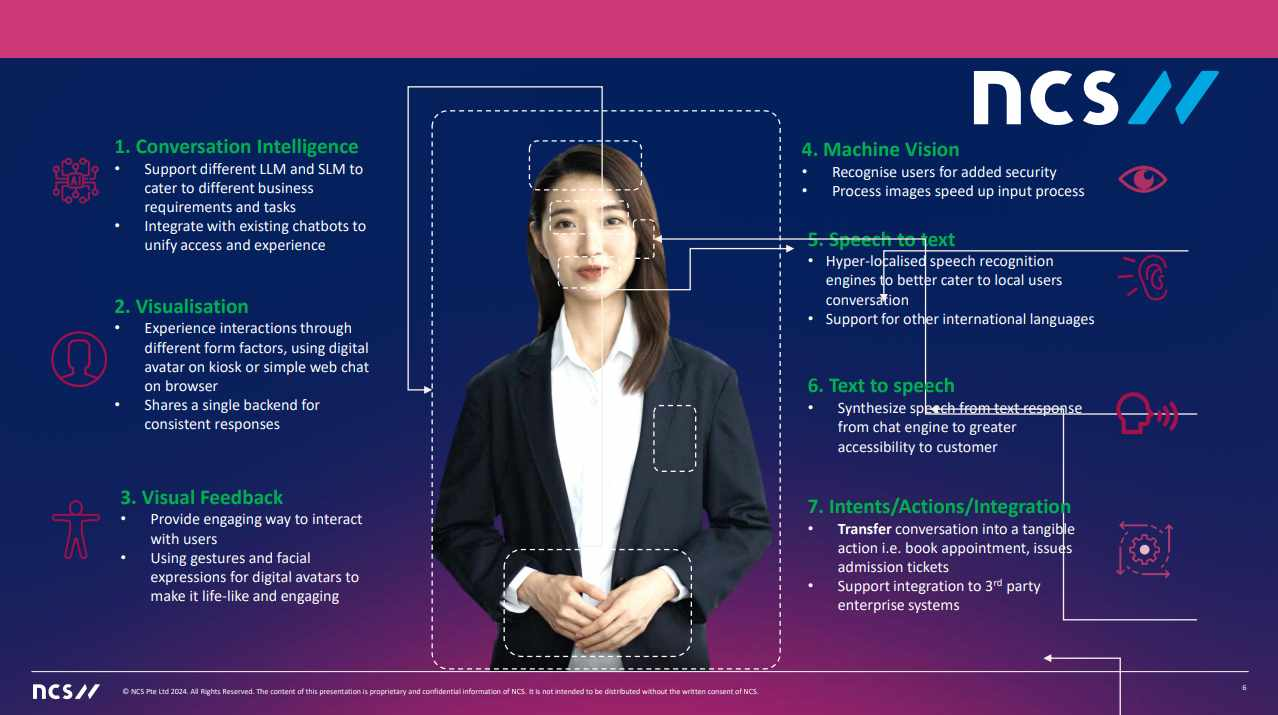 ncs//
1. Conversation Intelligence
• Support different LLM and SLM to
cater to different business
requirements and tasks
• Integrate with existing chatbots to
unify access and experience
AI
2. Visualisation
• Experience interactions through
different form factors, using digital
avatar on kiosk or simple web chat
on browser
• Shares a single backend for
consistent responses
3. Visual Feedback
• Provide engaging way to interact
with users
• Using gestures and facial
expressions for digital avatars to
make it life-like and engaging
4. Machine Vision
• Recognise users for added security
• Process images speed up input process
5. Speech to text
• Hyper-localised speech recognition
engines to better cater to local users
conversation
• Support for other international languages
6. Text to speech
• Synthesize speech from text response
from chat engine to greater
accessibility to customer
7. Intents/Actions/Integration
• Transfer conversation into a tangible
action i.e. book appointment, issues
admission tickets
• Support integration to 3rd party
enterprise systems
ncs//
© NCS Pte Ltd 2024. All Rights Reserved. The content of this presentation is proprietary and confidential information of NCS. It is not intended to be distributed without the written consent of NCS.
6